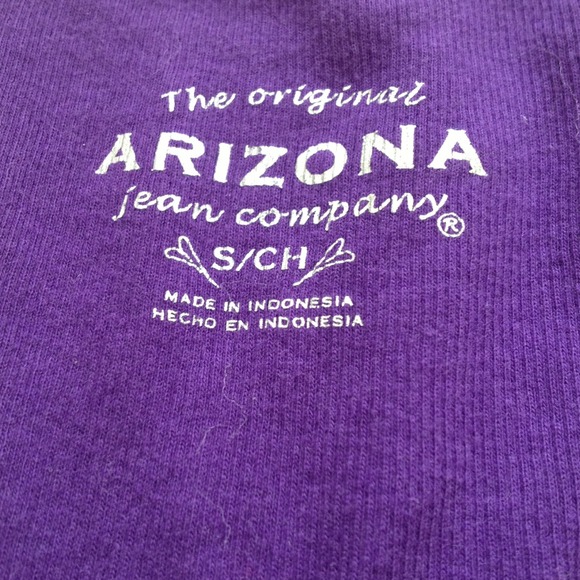 The original
ARIZONA
jean company®
S/CH
MADE IN INDONESIA
HECHO EN INDONESIA